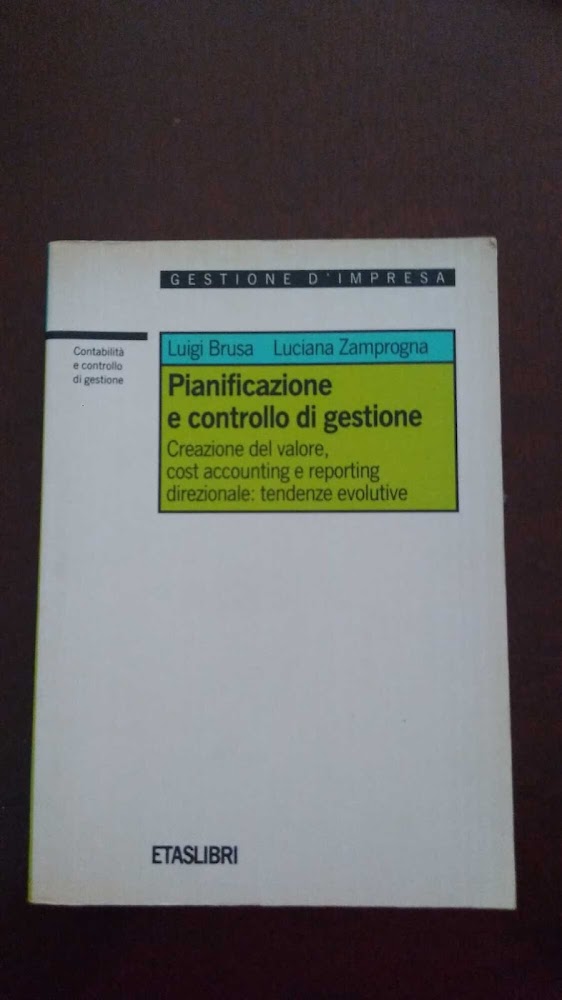 GESTIONE D'IMPRESA
Contabilità
e controllo
di gestione
Luigi Brusa Luciana Zamprogna
Pianificazione
e controllo di gestione
Creazione del valore,
cost accounting e reporting
direzionale: tendenze evolutive
ETASLIBRI